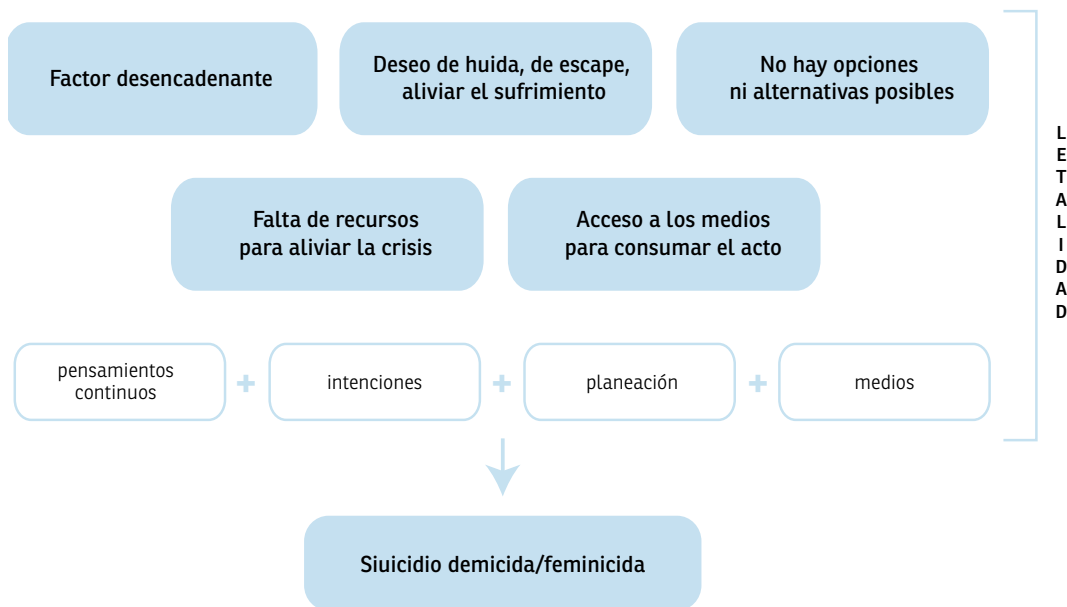 Factor desencadenante
Deseo de huida, de escape,
aliviar el sufrimiento
No hay opciones
ni alternativas posibles
Falta de recursos
para aliviar la crisis
Acceso a los medios
para consumar el acto
LETALIDAD
pensamientos
continuos
+
intenciones
+
planeación
+
medios
Siuicidio demicida/feminicida